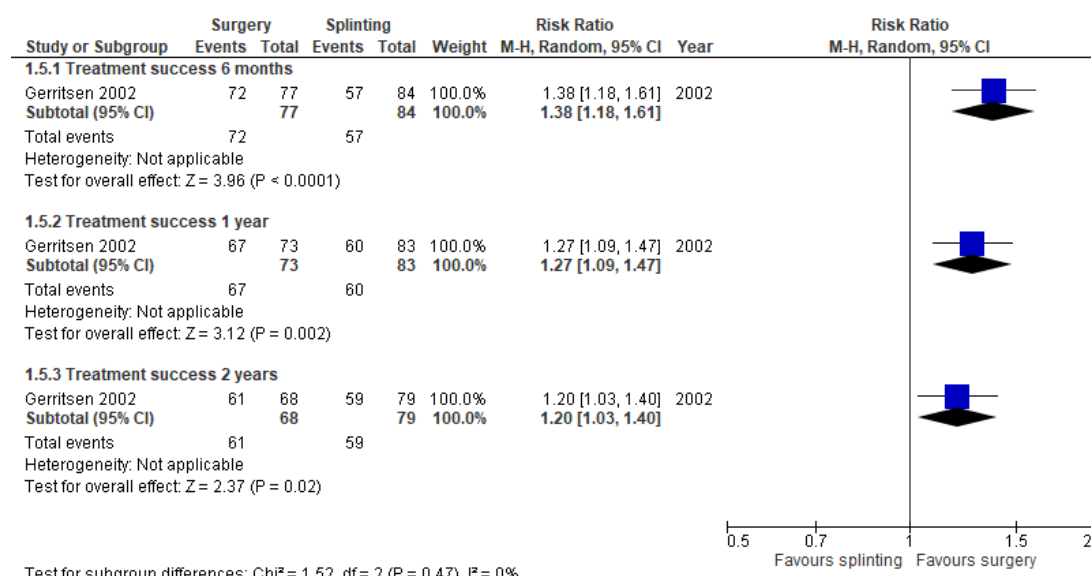 Surgery Splinting Risk Ratio Risk Ratio
Study or Subgroup Events Total Events Total Weight M-H, Random, 95% CI Year M-H, Random, 95% CI
1.5.1 Treatment success 6 months
Gerritsen 2002 72 77 57 84 100.0% 1.38 [1.18, 1.61] 2002
Subtotal (95% CI) 77 84 100.0% 1.38 [1.18, 1.61]
Total events 72 57
Heterogeneity: Not applicable
Test for overall effect: Z = 3.96 (P < 0.0001)
1.5.2 Treatment success 1 year
Gerritsen 2002 67 73 60 83 100.0% 1.27 [1.09, 1.47] 2002
Subtotal (95% CI) 73 83 100.0% 1.27 [1.09, 1.47]
Total events 67 60
Heterogeneity: Not applicable
Test for overall effect: Z = 3.12 (P = 0.002)
1.5.3 Treatment success 2 years
Gerritsen 2002 61 68 59 79 100.0% 1.20 [1.03, 1.40] 2002
Subtotal (95% CI) 68 79 100.0% 1.20 [1.03, 1.40]
Total events 61 59
Heterogeneity: Not applicable
Test for overall effect: Z = 2.37 (P = 0.02)
0.5 0.7 1 1.5 2
Favours splinting Favours surgery
Test for subgroup differences: Chi² = 1.52, df = 2 (P = 0.47), I² = 0%